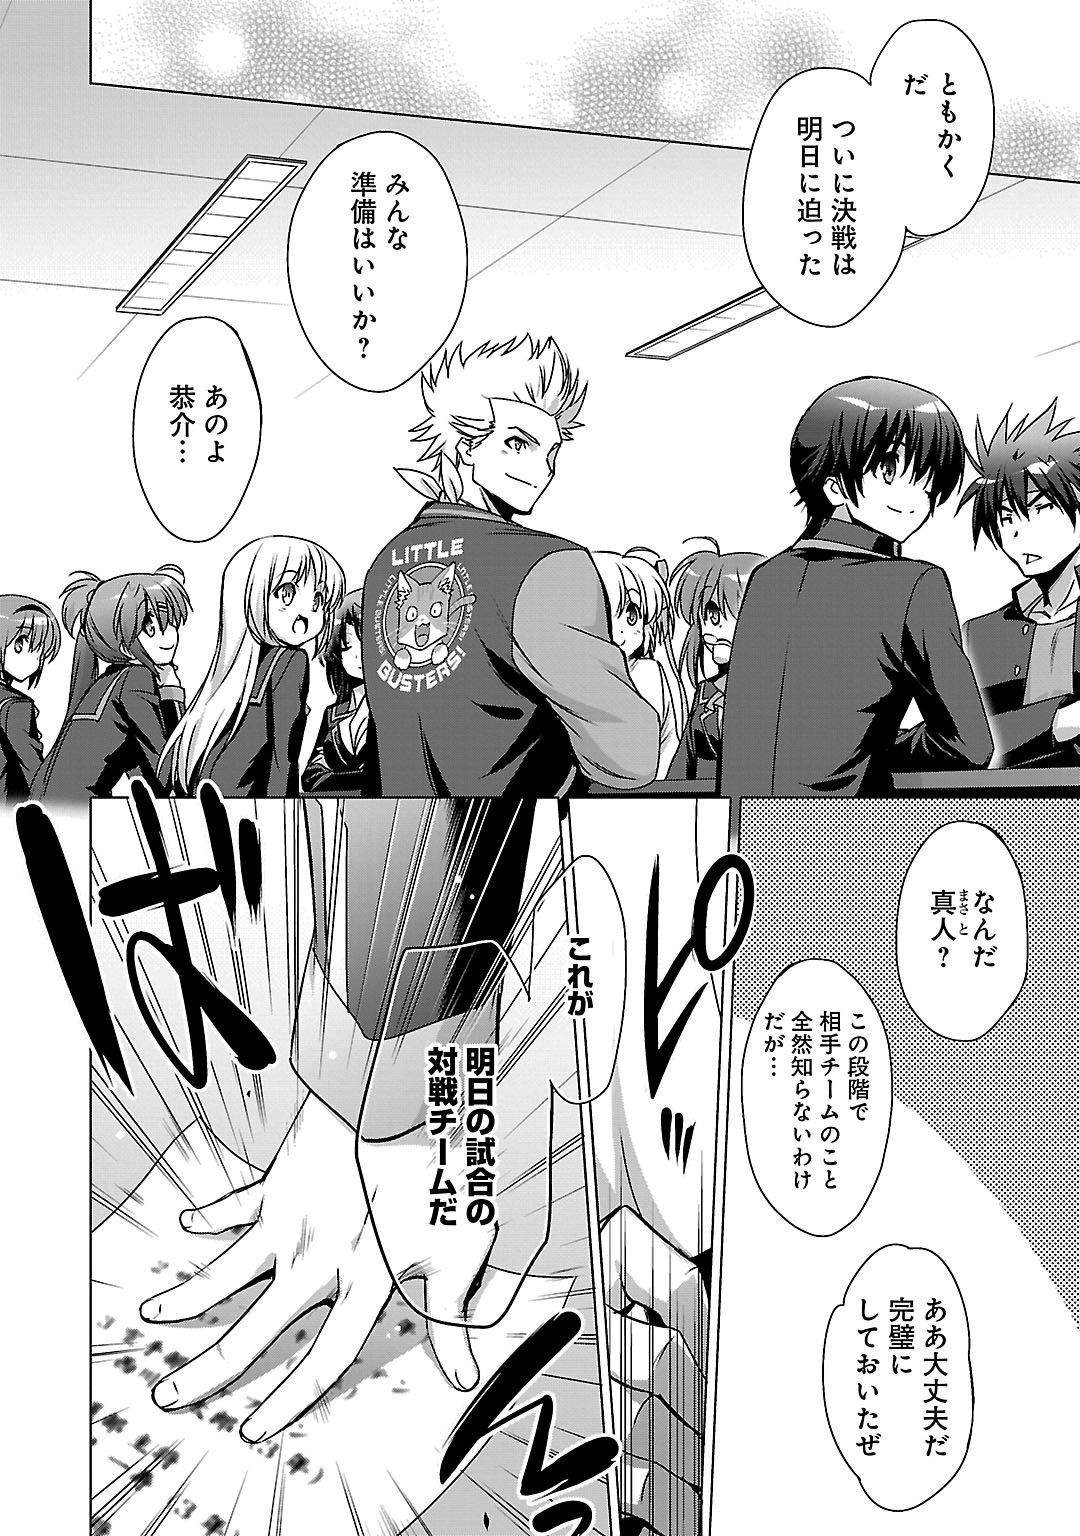 ともかく
だ
ついに決戦は
明日に迫った
みんな
準備はいいか？
あのよ
恭介…
LITTLE
BUSTERS!
なんだ
真人？
まさと
この段階で
相手チームのこと
全然知らないわけ
だが…
ああ大丈夫だ
完璧に
しておいたぜ
ぴ
これが
明日の試合の
対戦チームだ
ばん